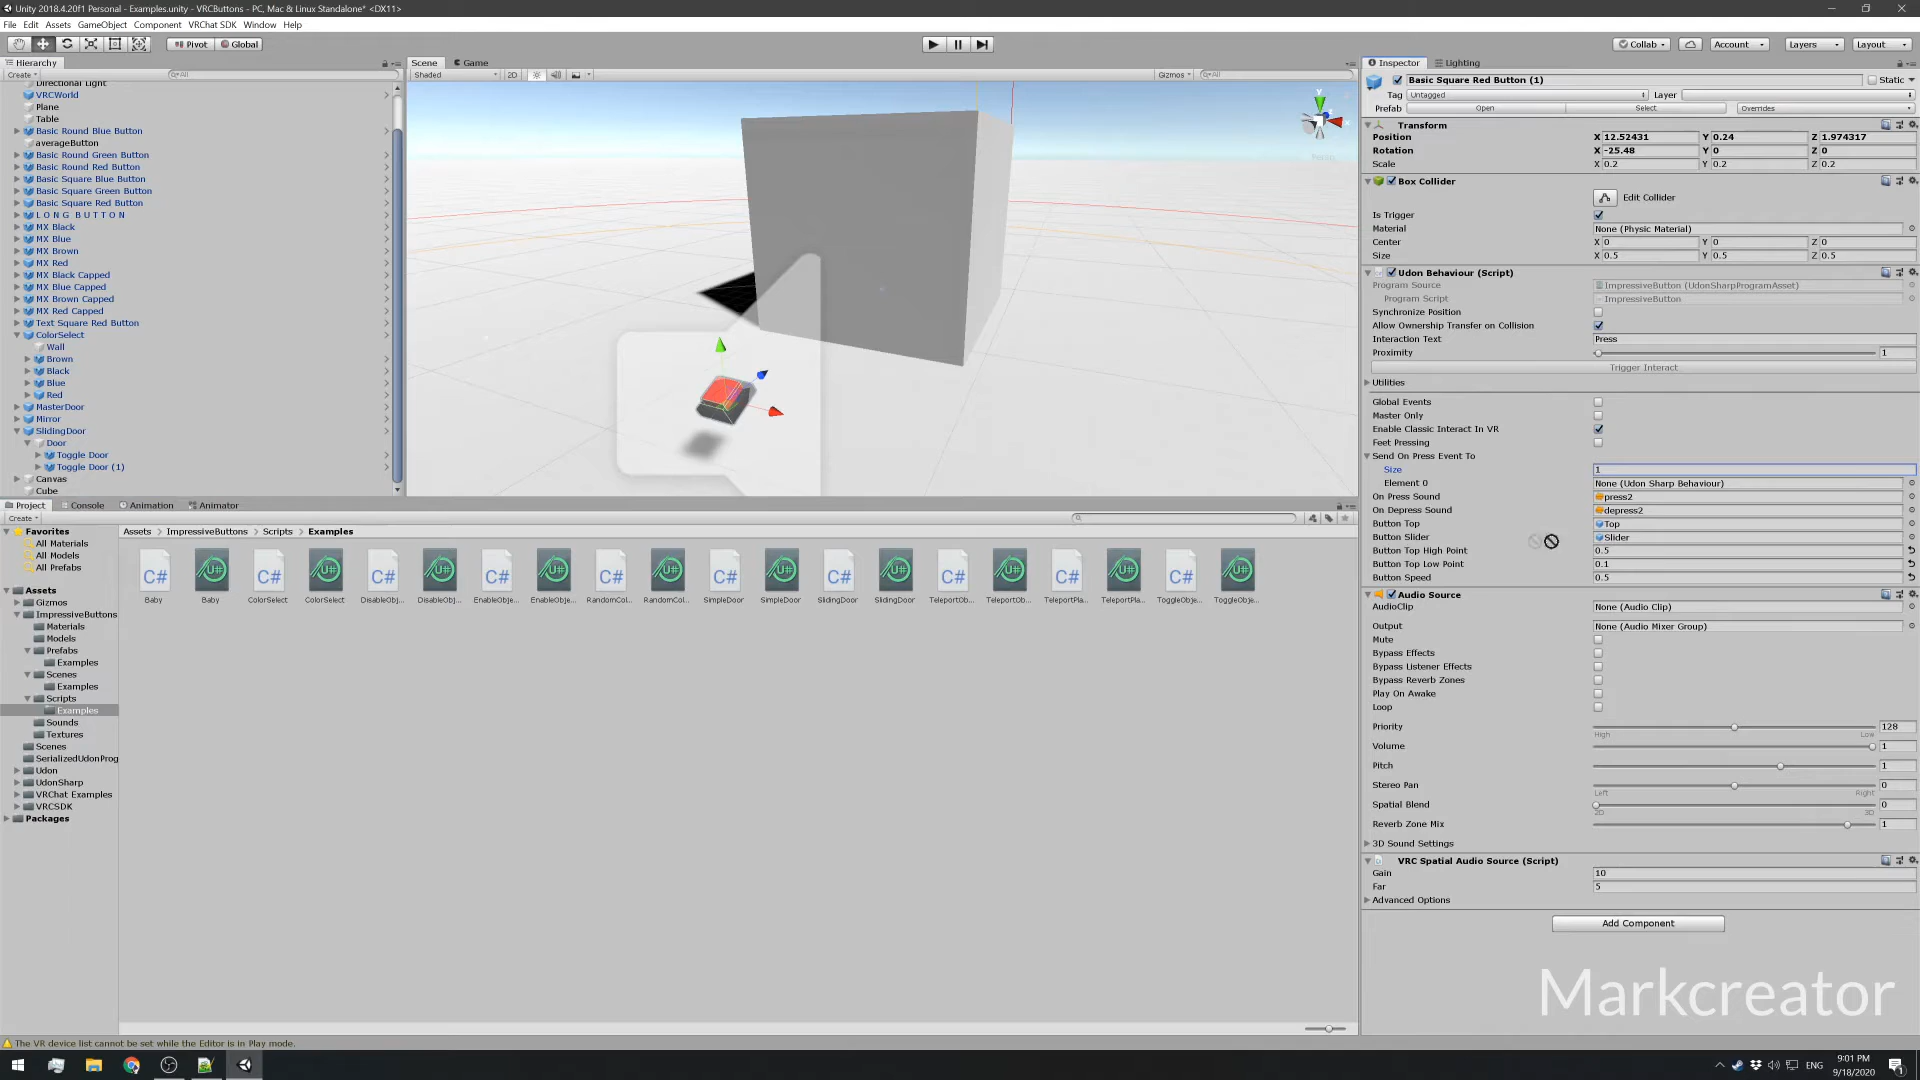 Unity 2018.4.20f1 Personal - Examples.unity - VRCButtons - PC, Mac & Linux Standalone* <DX11>
File Edit Assets GameObject Component VRChat SDK Window Help
Pivot Global Collab Account Layers Layout
Hierarchy
Create All
Directional Light
VRCWorld
Plane
Table
Basic Round Blue Button
averageButton
Basic Round Green Button
Basic Round Red Button
Basic Square Blue Button
Basic Square Green Button
Basic Square Red Button
L O N G B U T T O N
MX Black
MX Blue
MX Brown
MX Red
MX Black Capped
MX Blue Capped
MX Brown Capped
MX Red Capped
Text Square Red Button
ColorSelect
Wall
Brown
Black
Blue
Red
MasterDoor
Mirror
SlidingDoor
Door
Toggle Door
Toggle Door (1)
Canvas
Cube
Scene Game
Shaded 2D Gizmos All
y
Project Console Animation Animator
Create
Favorites
All Materials
All Models
All Prefabs
Assets
Gizmos
ImpressiveButtons
Materials
Models
Prefabs
Examples
Scenes
Examples
Scripts
Examples
Sounds
Textures
Scenes
SerializedUdonProg
Udon
UdonSharp
VRChat Examples
VRCSDK
Packages
Assets ImpressiveButtons Scripts Examples
C# U# C# U# C# U# C# U# C# U# C# U# C# U# C# U# C# U# C# U#
Baby Baby ColorSelect ColorSelect DisableObj... DisableObj... EnableObje... EnableObje... RandomCol... RandomCol... SimpleDoor SimpleDoor SlidingDoor SlidingDoor TeleportOb... TeleportOb... TeleportPla... TeleportPla... ToggleObje... ToggleObje...
Inspector Lighting
Basic Square Red Button (1) Static
Tag Untagged Layer
Prefab Open Select Overrides
Transform
Position X 12.52431 Y 0.24 Z 1.974317
Rotation X -25.48 Y 0 Z 0
Scale X 0.2 Y 0.2 Z 0.2
Box Collider
Edit Collider
Is Trigger
Material None (Physic Material)
Center X 0 Y 0 Z 0
Size X 0.5 Y 0.5 Z 0.5
Udon Behaviour (Script)
Program Source ImpressiveButton (UdonSharpProgramAsset)
Program Script ImpressiveButton
Synchronize Position
Allow Ownership Transfer on Collision
Interaction Text Press
Proximity 1
Trigger Interact
Utilities
Global Events
Master Only
Enable Classic Interact In VR
Feet Pressing
Send On Press Event To
Size 1
Element 0 None (Udon Sharp Behaviour)
On Press Sound press2
On Depress Sound depress2
Button Top Top
Button Slider Slider
Button Top High Point 0.5
Button Top Low Point 0.1
Button Speed 0.5
Audio Source
AudioClip None (Audio Clip)
Output None (Audio Mixer Group)
Mute
Bypass Effects
Bypass Listener Effects
Bypass Reverb Zones
Play On Awake
Loop
Priority 128
High Low
Volume 1
Pitch 1
Stereo Pan 0
Left Right
Spatial Blend 0
2D 3D
Reverb Zone Mix 1
3D Sound Settings
VRC Spatial Audio Source (Script)
Gain 10
Far 5
Advanced Options
Add Component
Markcreator
The VR device list cannot be set while the Editor is in Play mode.
ENG
9:01 PM
9/18/2020